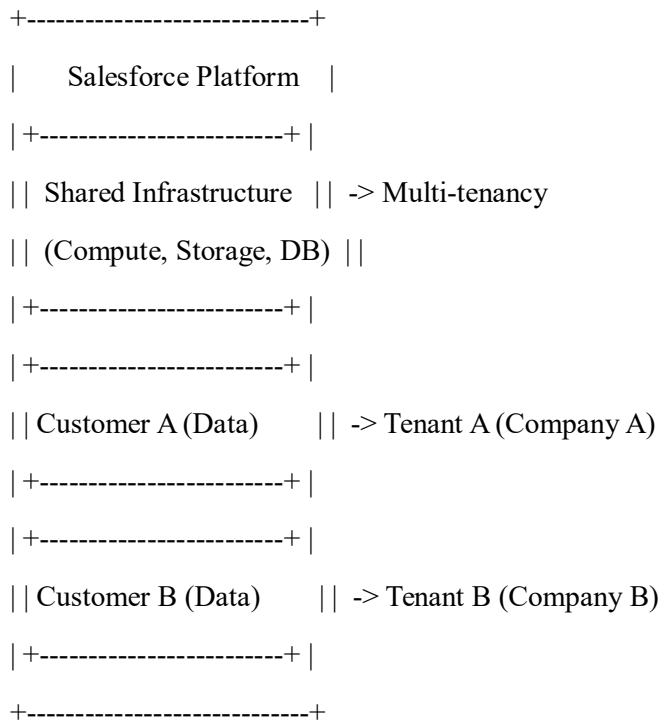 +-----------------------------+
|       Salesforce Platform    |
| +-------------------------+ |
| |  Shared Infrastructure   | |  -> Multi-tenancy
| |  (Compute, Storage, DB)  | |
| +-------------------------+ |
| +-------------------------+ |
| | Customer A (Data)        | |  -> Tenant A (Company A)
| +-------------------------+ |
| +-------------------------+ |
| | Customer B (Data)        | |  -> Tenant B (Company B)
| +-------------------------+ |
+-----------------------------+